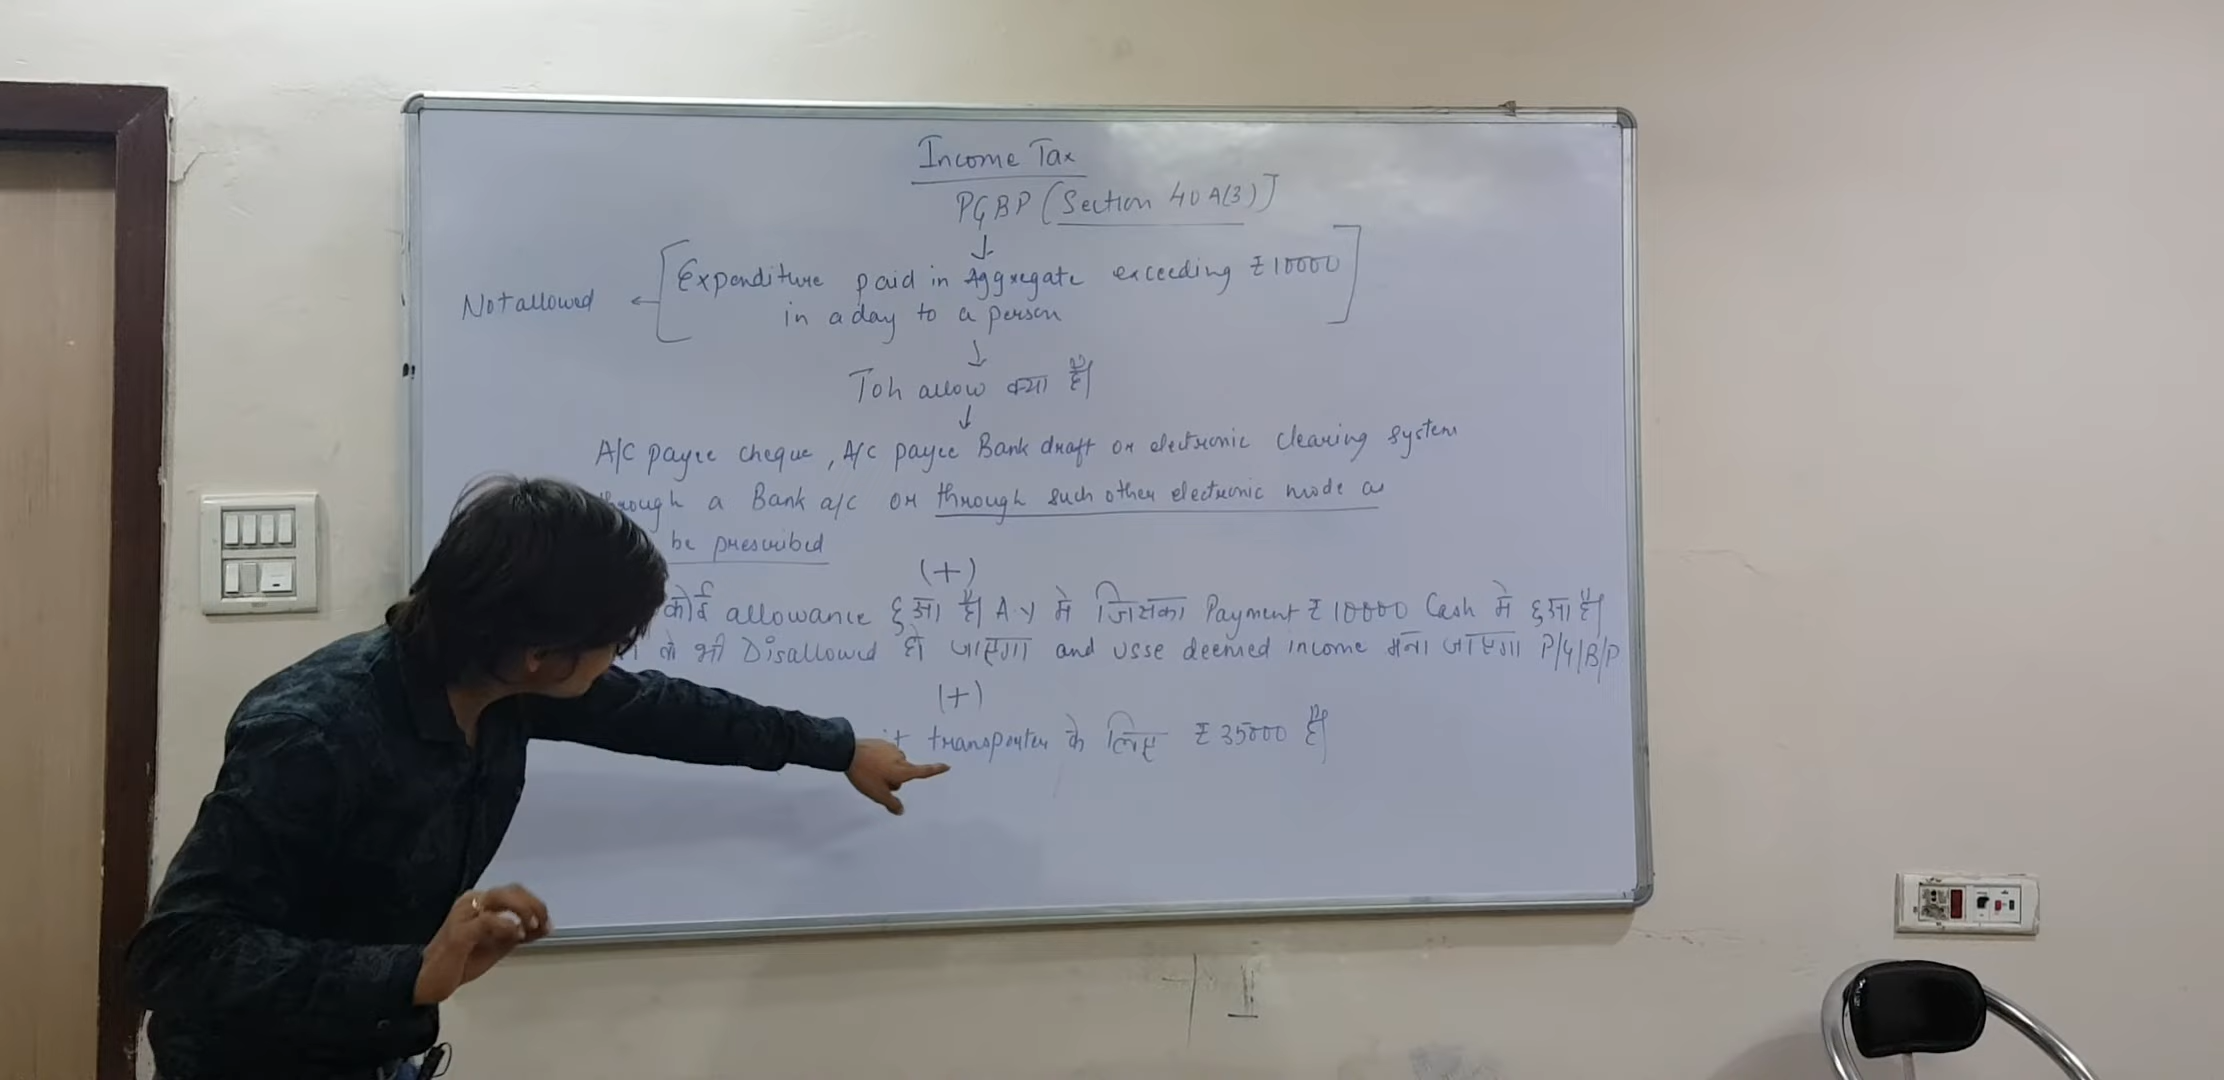 Income Tax
PGBP (Section 40A(3)]
↓
[Expenditure paid in Aggregate exceeding ₹10000
Not allowed ←
in a day to a person]
↓
Toh allow क्या है
↓
A/C payee cheque, A/c payee Bank draft or electronic clearing system
through a Bank a/c or through such other electronic mode as
be prescribed
(+)
कोई allowance हुआ है A.Y मे जिसका Payment ₹10000 Cash मे हुआ है
भी Disallowed हो जाएगा and usse deemed income माना जाएगा P/G/B/P
(+)
transporter के लिए ₹35000 है